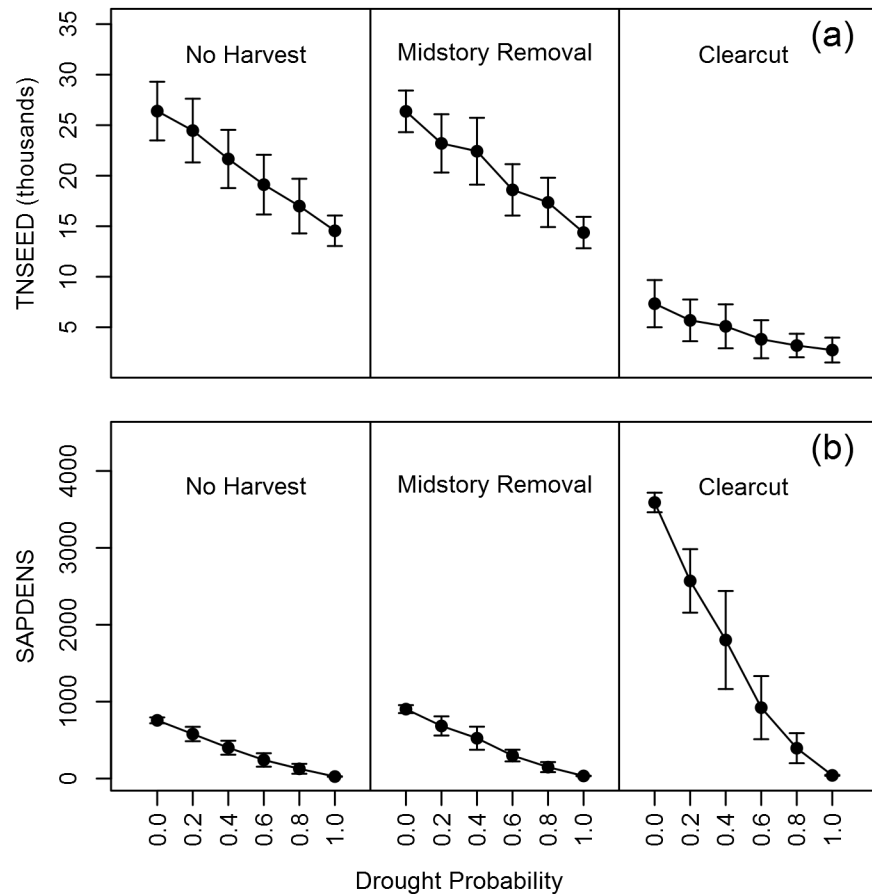 (a)
No Harvest
Midstory Removal
Clearcut
TNSEED (thousands)
35
30
25
20
15
10
5
(b)
No Harvest
Midstory Removal
Clearcut
SAPDENS
4000
3000
2000
1000
0
0.0 0.2 0.4 0.6 0.8 1.0 0.0 0.2 0.4 0.6 0.8 1.0 0.0 0.2 0.4 0.6 0.8 1.0
Drought Probability